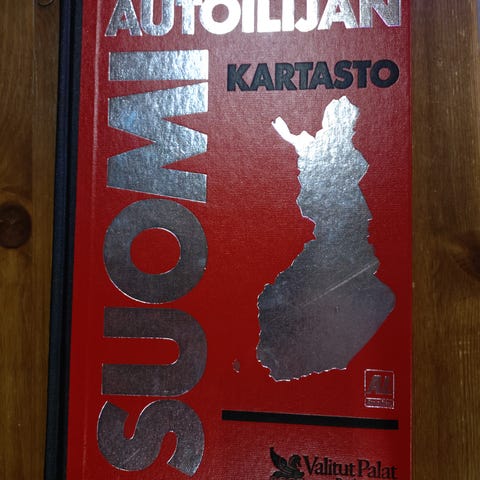 AUTOILIJAN
KARTASTO
SUOMI
Valitut Palat